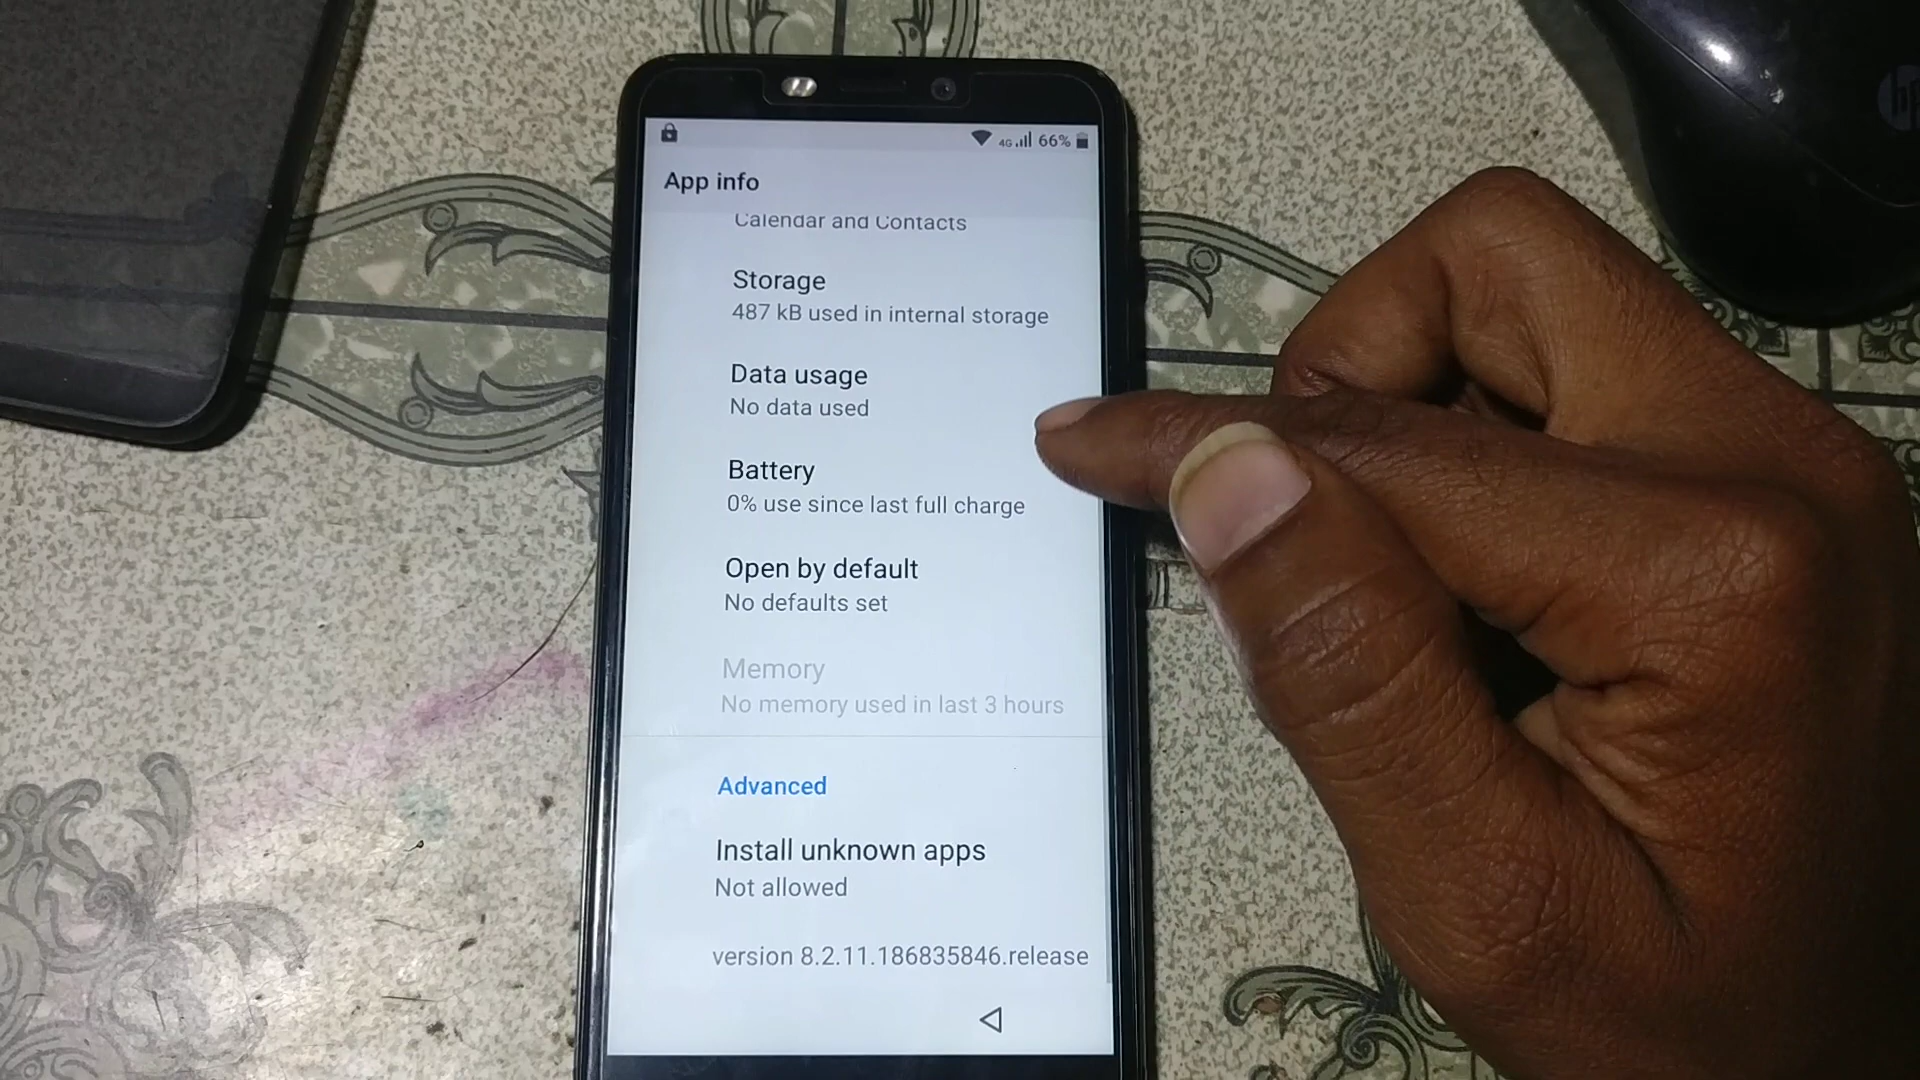 4G 66%
App info
Calendar and Contacts
Storage
487 kB used in internal storage
Data usage
No data used
Battery
0% use since last full charge
Open by default
No defaults set
Memory
No memory used in last 3 hours
Advanced
Install unknown apps
Not allowed
version 8.2.11.186835846.release
hp